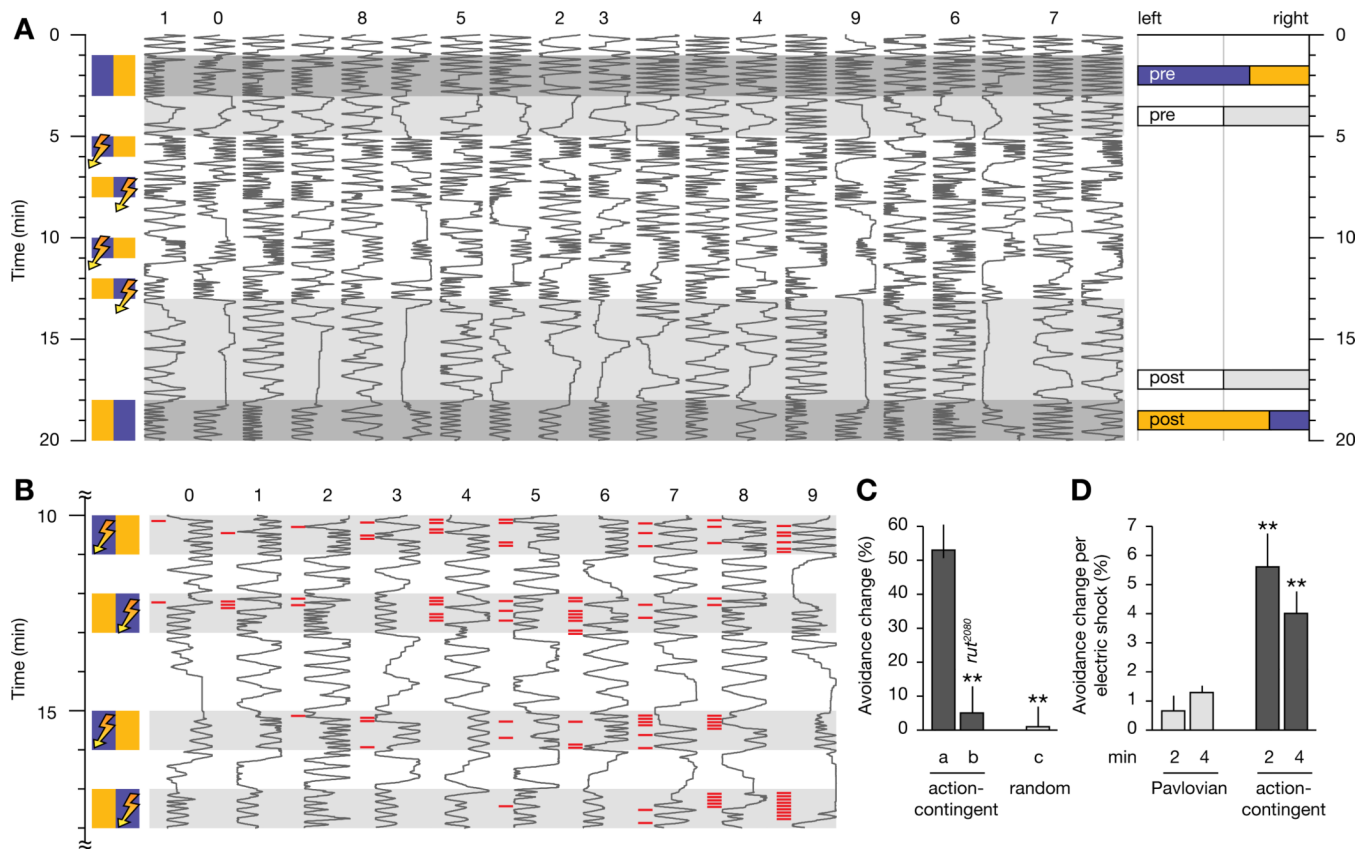 A
1 0 8 5 2 3 4 9 6 7
left right
Time (min)
0
5
10
15
20
pre
pre
post
post
0
5
10
15
20
B
0 1 2 3 4 5 6 7 8 9
Time (min)
≈
10
15
≈
C
Avoidance change (%)
60
50
40
30
20
10
0
rut2080
**
**
a b c
action-
contingent
random
D
Avoidance change per
electric shock (%)
7
6
5
4
3
2
1
0
**
**
min 2 4 2 4
Pavlovian
action-
contingent